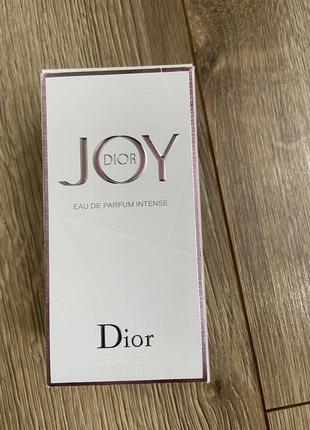 JOY
DIOR
EAU DE PARFUM INTENSE
Dior